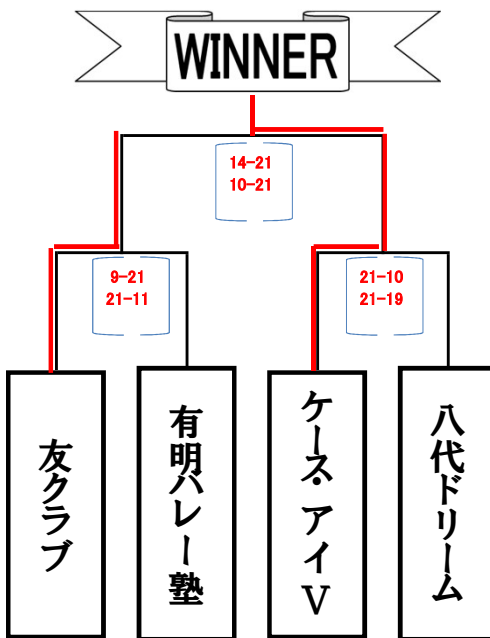 WINNER
14-21
10-21
9-21
21-11
21-10
21-19
友クラブ
有明バレー塾
ケース・アイV
八代ドリーム